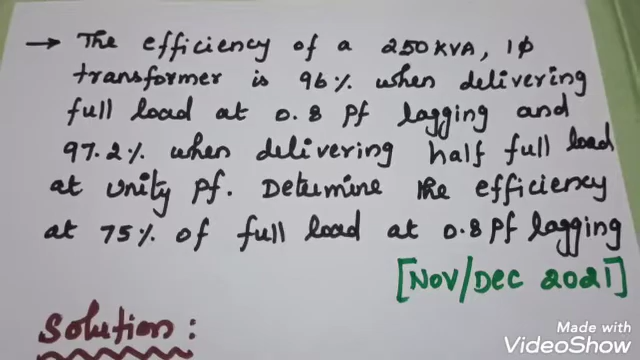 → The efficiency of a 250KVA, 1φ
transformer is 96% when delivering
full load at 0.8 Pf lagging and
97.2% when delivering half full load
at unity pf. Determine the efficiency
at 75% of full load at 0.8 Pf lagging
[NOV/DEC 2021]
Solution:
Made with
VideoShow